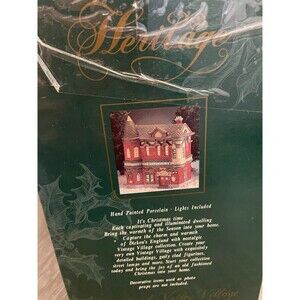 Heritage
Hand Painted Porcelain - Lights Included
It's Christmas time
Each captivating and illuminated dwelling
Bring the warmth of the Season into your home.
Capture the charm and warmth
of Dicken's England with nostalgic
Vintage Village collection. Create your
very own Vintage Village with exquisitely
detailed buildings, gaily clad figurines,
street lamps and more. Start your collection
today and bring the joy of an old fashioned
Christmas into your home.
Decorative items used as photo
props are not included.
Village